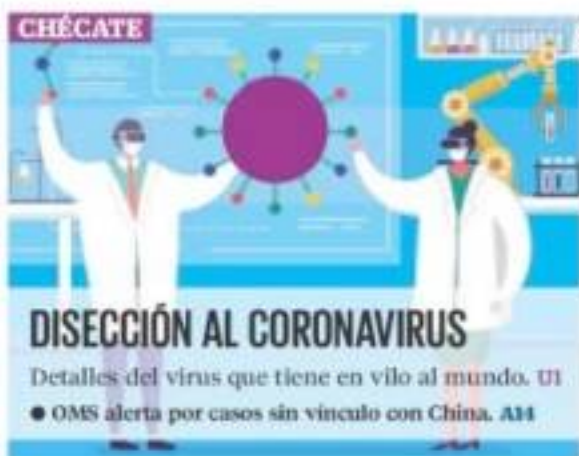 CHÉCATE
DISECCIÓN AL CORONAVIRUS
Detalles del virus que tiene en vilo al mundo. U1
● OMS alerta por casos sin vínculo con China. A14